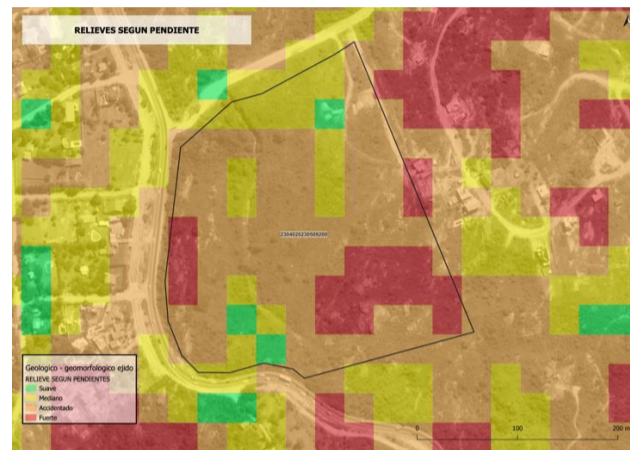 RELIEVES SEGUN PENDIENTE
Geologico - geomorfologico ejido
RELIEVE SEGUN PENDIENTES
Suave
Mediano
Accidentado
Fuerte
0 100 200 m